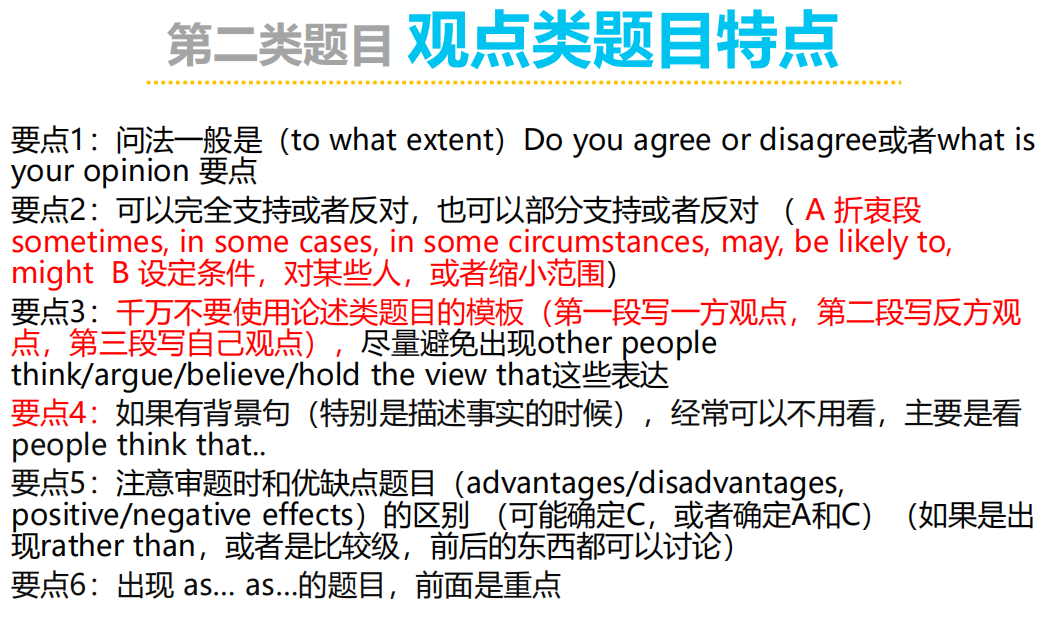 第二类题目 观点类题目特点
要点1：问法一般是（to what extent）Do you agree or disagree或者what is
your opinion 要点
要点2：可以完全支持或者反对，也可以部分支持或者反对 （ A 折衷段
sometimes, in some cases, in some circumstances, may, be likely to,
might  B 设定条件，对某些人，或者缩小范围）
要点3：千万不要使用论述类题目的模板（第一段写一方观点，第二段写反方观
点，第三段写自己观点），尽量避免出现other people
think/argue/believe/hold the view that这些表达
要点4：如果有背景句（特别是描述事实的时候），经常可以不用看，主要是看
people think that..
要点5：注意审题时和优缺点题目（advantages/disadvantages,
positive/negative effects）的区别 （可能确定C，或者确定A和C）（如果是出
现rather than，或者是比较级，前后的东西都可以讨论）
要点6：出现 as... as...的题目，前面是重点